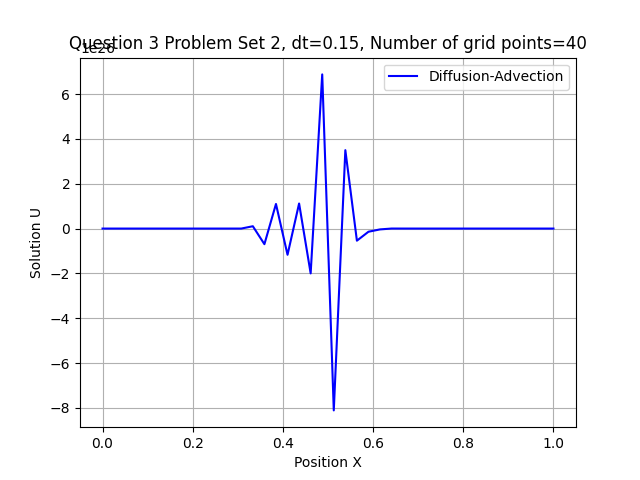 Question 3 Problem Set 2, dt=0.15, Number of grid points=40
1e26
Diffusion-Advection
6
4
2
0
−2
−4
−6
−8
Solution U
0.0 0.2 0.4 0.6 0.8 1.0
Position X